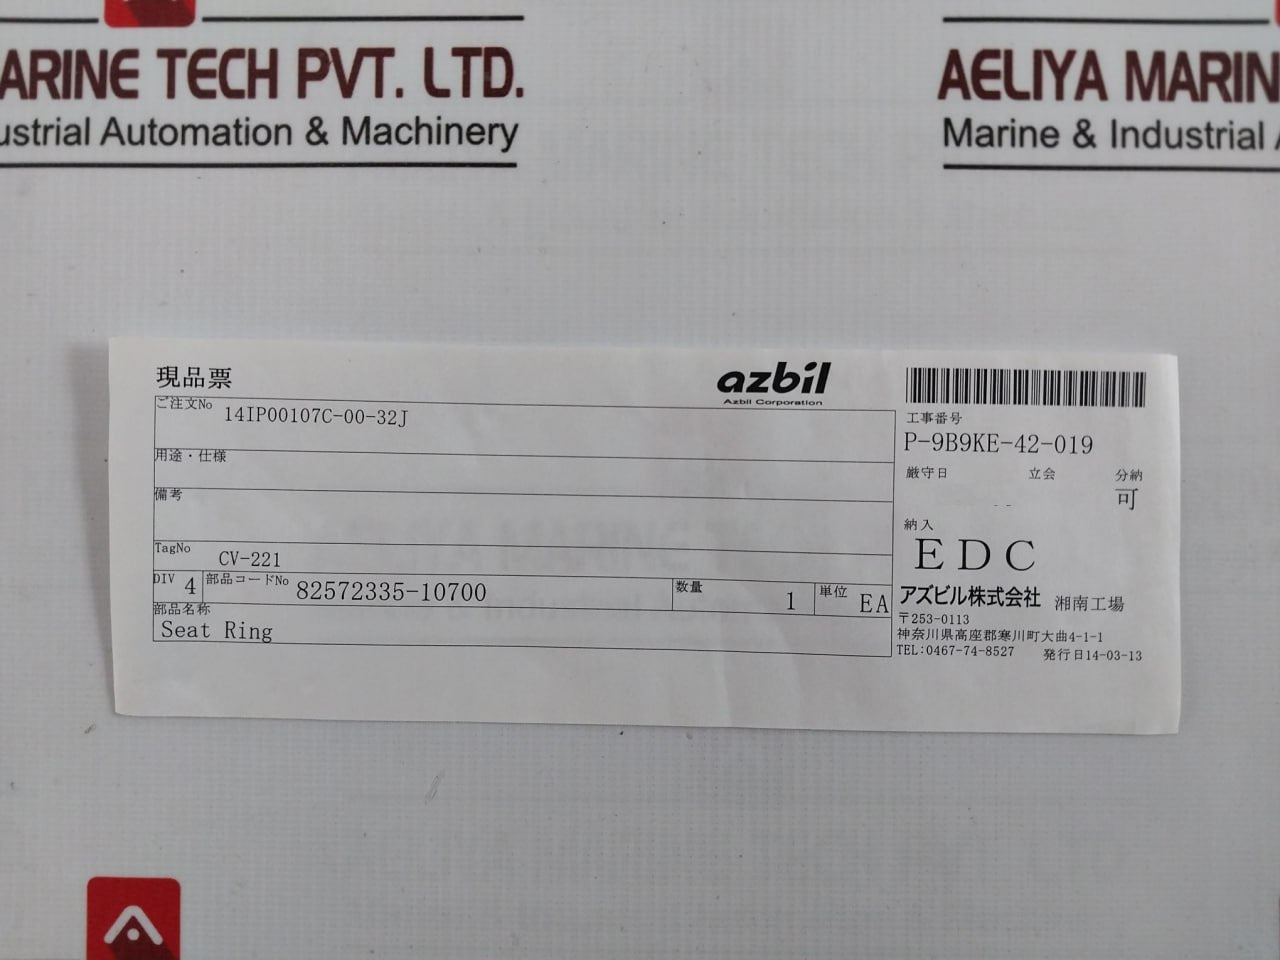 ARINE TECH PVT. LTD.
ustrial Automation & Machinery
AELIYA MARIN
Marine & Industrial
現品票
azbil
Azbil Corporation
ご注文No 14IP00107C-00-32J
用途・仕様
備考
TagNo CV-221
DIV 4 部品コードNo 82572335-10700 数量 1 単位 EA
部品名称
Seat Ring
工事番号
P-9B9KE-42-019
厳守日 立会 分納
-- 可
納入
EDC
アズビル株式会社 湘南工場
〒253-0113
神奈川県高座郡寒川町大曲4-1-1
TEL:0467-74-8527 発行日14-03-13